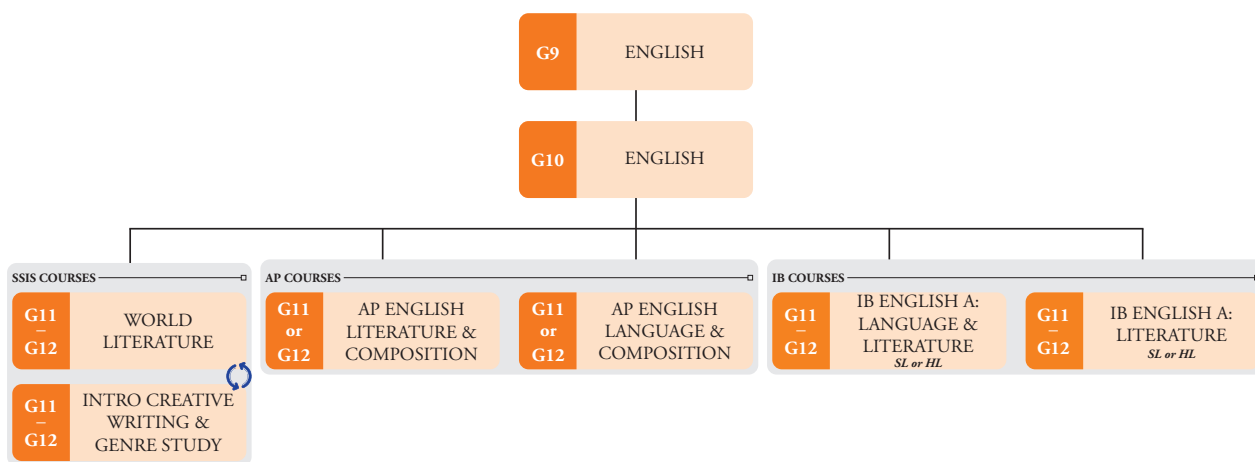 G9
ENGLISH
G10
ENGLISH
SSIS COURSES
G11
–
G12
WORLD
LITERATURE
G11
–
G12
INTRO CREATIVE
WRITING &
GENRE STUDY
AP COURSES
G11
or
G12
AP ENGLISH
LITERATURE &
COMPOSITION
G11
or
G12
AP ENGLISH
LANGUAGE &
COMPOSITION
IB COURSES
G11
–
G12
IB ENGLISH A:
LANGUAGE &
LITERATURE
SL or HL
G11
–
G12
IB ENGLISH A:
LITERATURE
SL or HL